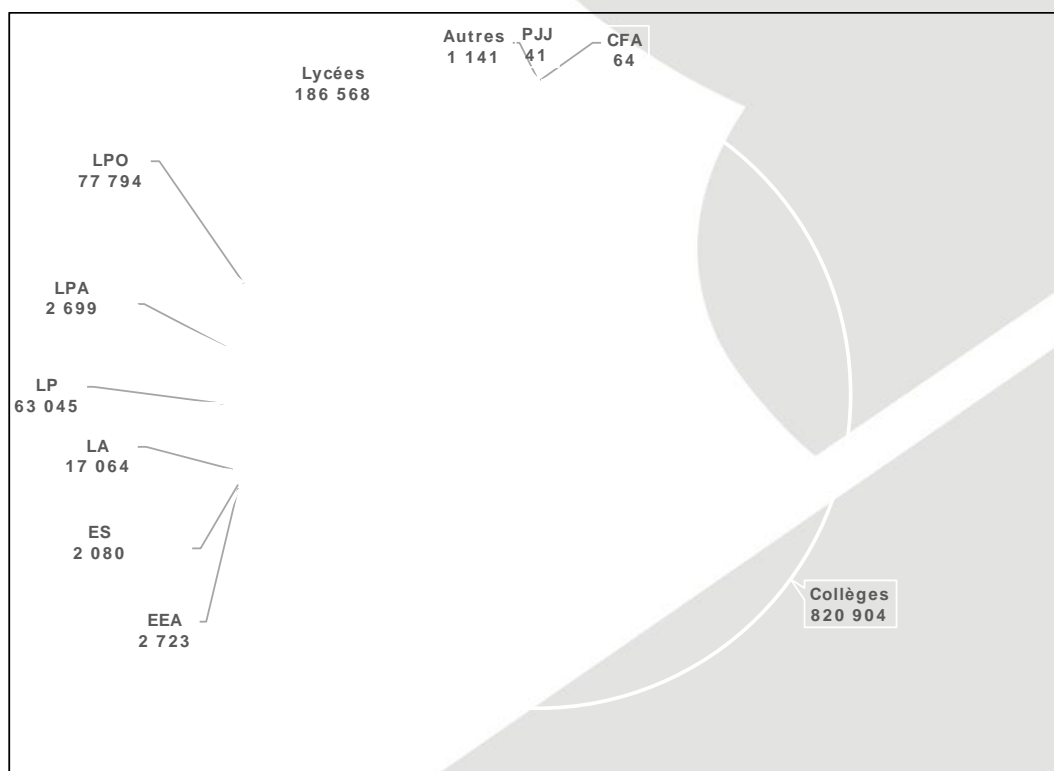 Autres
1 141
PJJ
41
CFA
64
Lycées
186 568
LPO
77 794
LPA
2 699
LP
63 045
LA
17 064
ES
2 080
EEA
2 723
Collèges
820 904